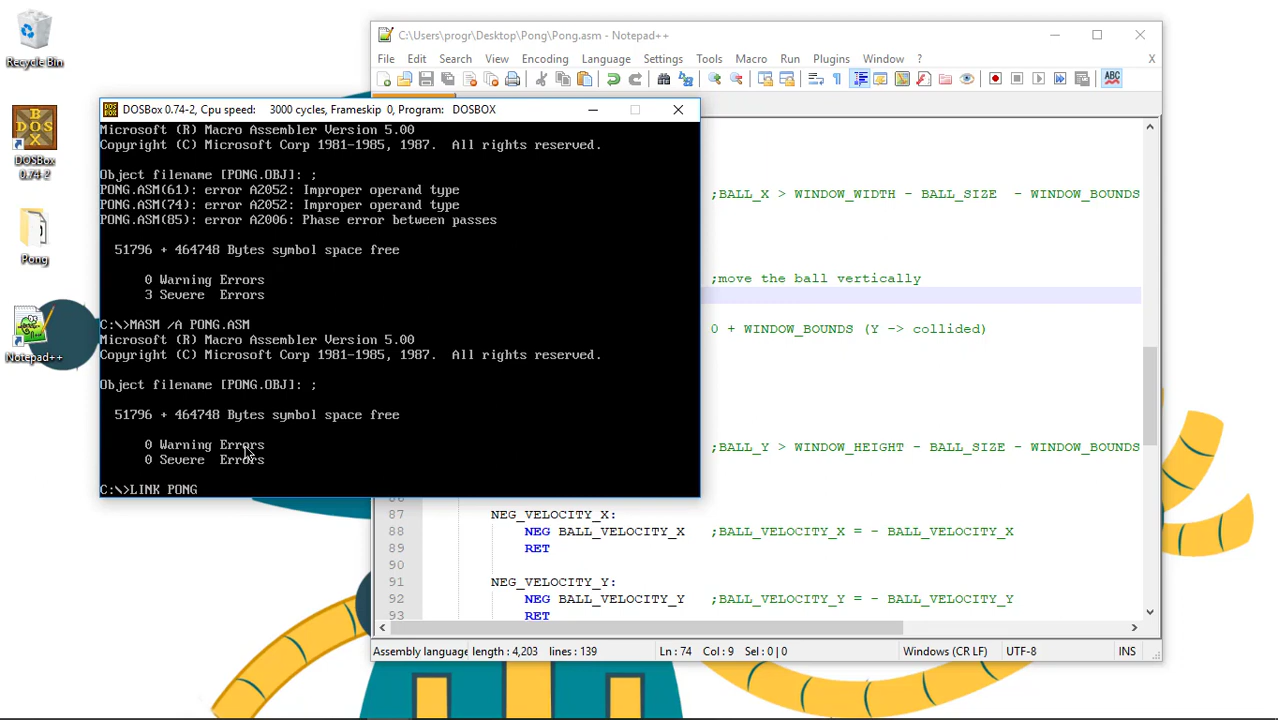 Recycle Bin
DOSBox
0.74-2
Pong
Notepad++
C:\Users\progr\Desktop\Pong\Pong.asm - Notepad++
File Edit Search View Encoding Language Settings Tools Macro Run Plugins Window ? X
DOSBox 0.74-2, Cpu speed: 3000 cycles, Frameskip 0, Program: DOSBOX
Microsoft (R) Macro Assembler Version 5.00
Copyright (C) Microsoft Corp 1981-1985, 1987. All rights reserved.
Object filename [PONG.OBJ]: ;
PONG.ASM(61): error A2052: Improper operand type
PONG.ASM(74): error A2052: Improper operand type
PONG.ASM(85): error A2006: Phase error between passes
51796 + 464748 Bytes symbol space free
0 Warning Errors
3 Severe Errors
C:\>MASM /A PONG.ASM
Microsoft (R) Macro Assembler Version 5.00
Copyright (C) Microsoft Corp 1981-1985, 1987. All rights reserved.
Object filename [PONG.OBJ]: ;
51796 + 464748 Bytes symbol space free
0 Warning Errors
0 Severe Errors
C:\>LINK PONG
;BALL_X > WINDOW_WIDTH - BALL_SIZE - WINDOW_BOUNDS
;move the ball vertically
0 + WINDOW_BOUNDS (Y -> collided)
;BALL_Y > WINDOW_HEIGHT - BALL_SIZE - WINDOW_BOUNDS
87 NEG_VELOCITY_X:
88 NEG BALL_VELOCITY_X ;BALL_VELOCITY_X = - BALL_VELOCITY_X
89 RET
90
91 NEG_VELOCITY_Y:
92 NEG BALL_VELOCITY_Y ;BALL_VELOCITY_Y = - BALL_VELOCITY_Y
93 RET
Assembly language length : 4,203 lines : 139 Ln : 74 Col : 9 Sel : 0 | 0 Windows (CR LF) UTF-8 INS